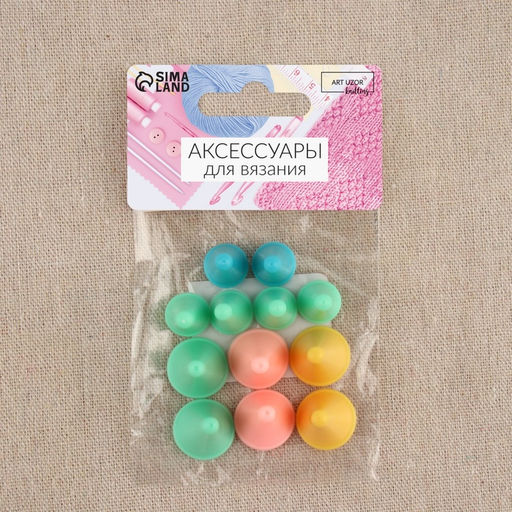 SIMA
LAND
ART UZOR
knitting
АКСЕССУАРЫ
ДЛЯ ВЯЗАНИЯ